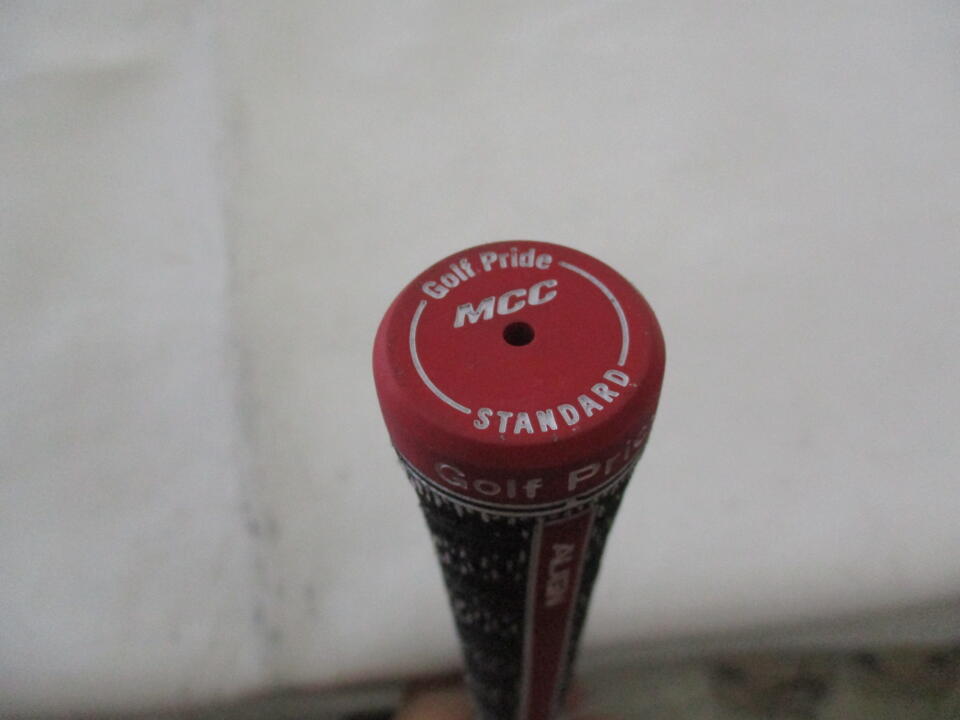 Golf Pride
MCC
STANDARD
Golf Pride
ALIGN